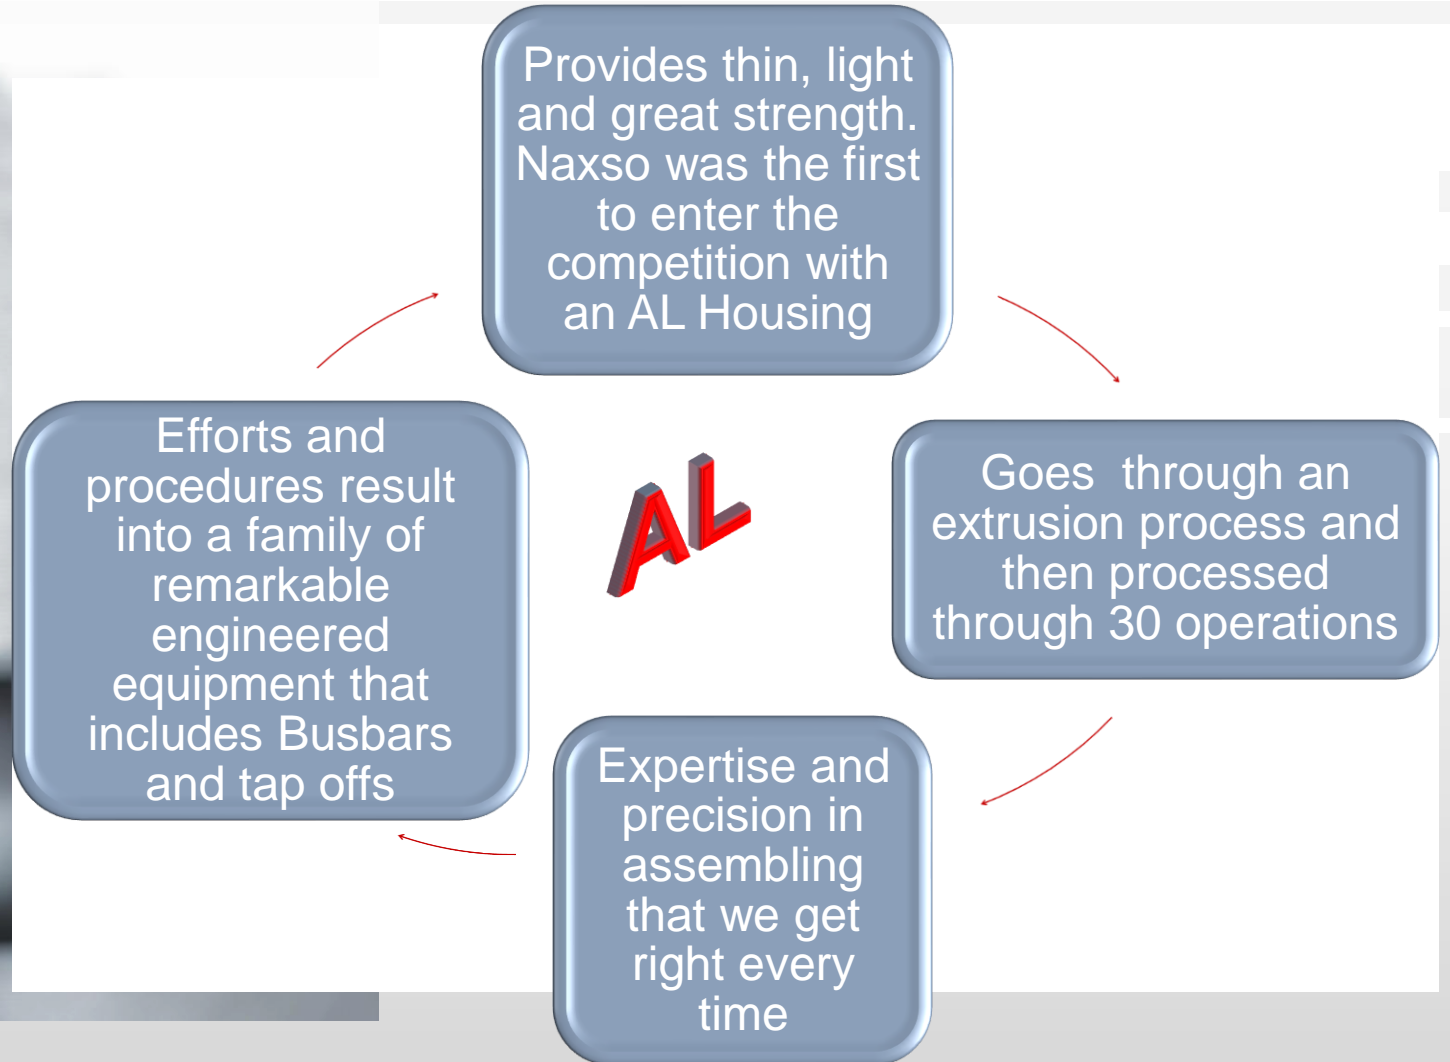 Provides thin, light
and great strength.
Naxso was the first
to enter the
competition with
an AL Housing
Goes  through an
extrusion process and
then processed
through 30 operations
Expertise and
precision in
assembling
that we get
right every
time
Efforts and
procedures result
into a family of
remarkable
engineered
equipment that
includes Busbars
and tap offs
AL